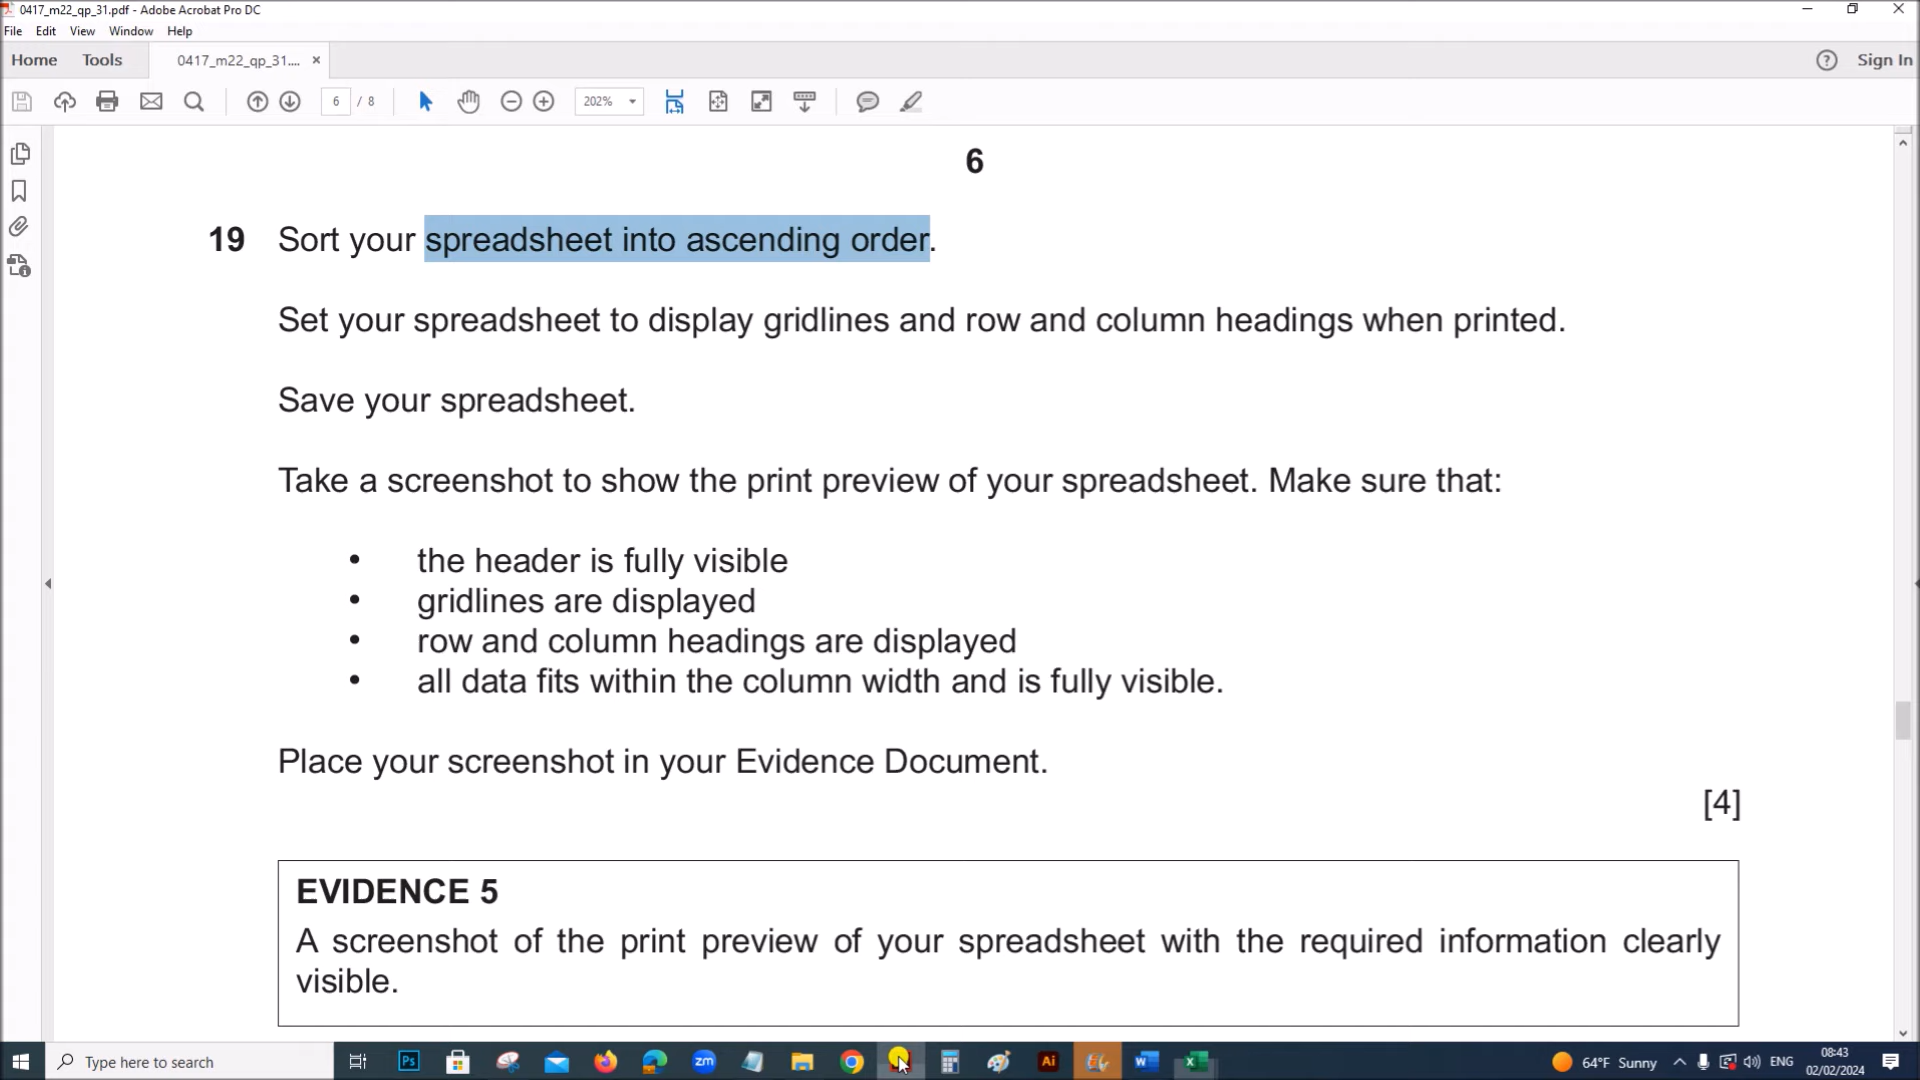 0417_m22_qp_31.pdf - Adobe Acrobat Pro DC
File Edit View Window Help
Home Tools 0417_m22_qp_31.... × Sign In
6 / 8 202%
6
19 Sort your spreadsheet into ascending order.
Set your spreadsheet to display gridlines and row and column headings when printed.
Save your spreadsheet.
Take a screenshot to show the print preview of your spreadsheet. Make sure that:
• the header is fully visible
• gridlines are displayed
• row and column headings are displayed
• all data fits within the column width and is fully visible.
Place your screenshot in your Evidence Document.
[4]
EVIDENCE 5
A screenshot of the print preview of your spreadsheet with the required information clearly
visible.
Type here to search Ps zm Ai 64°F Sunny ENG 08:43
02/02/2024